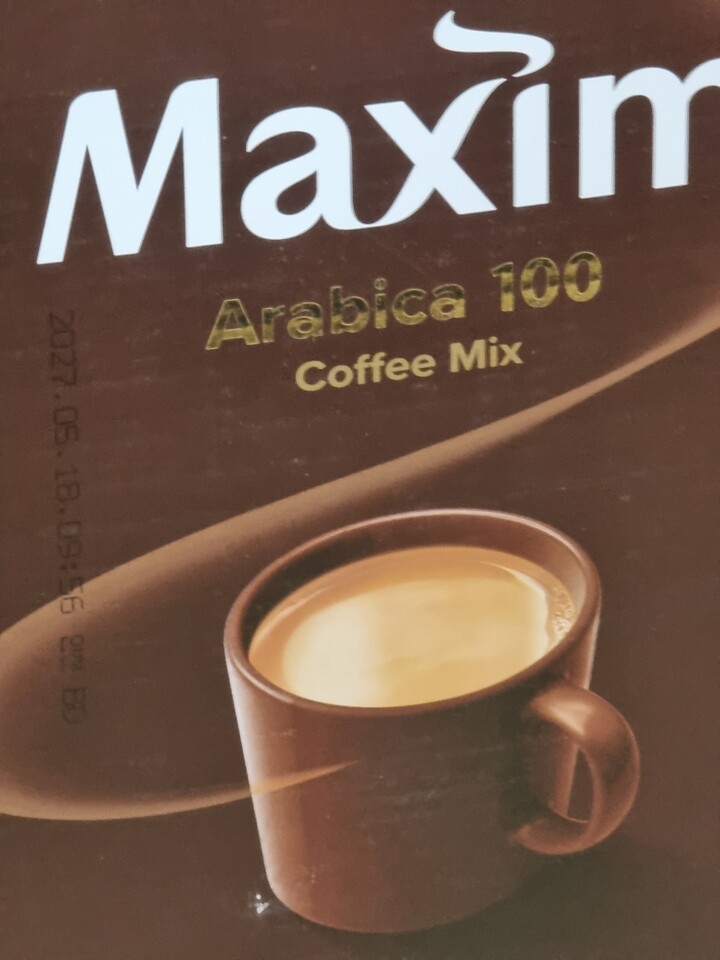 Maxim
Arabica 100
Coffee Mix
2027.05.18.09:56